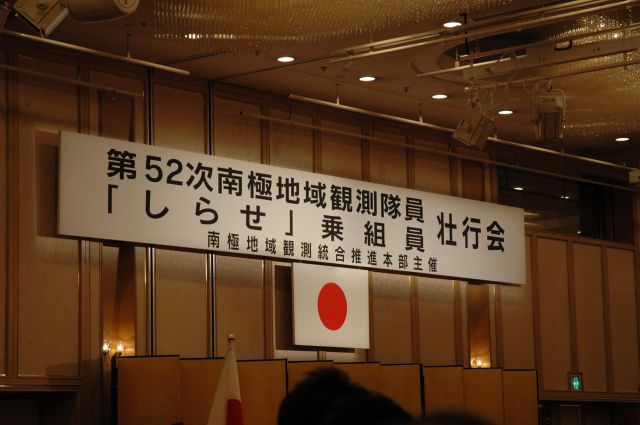 第52次南極地域観測隊員
「しらせ」乗組員
壮行会
南極地域観測統合推進本部主催